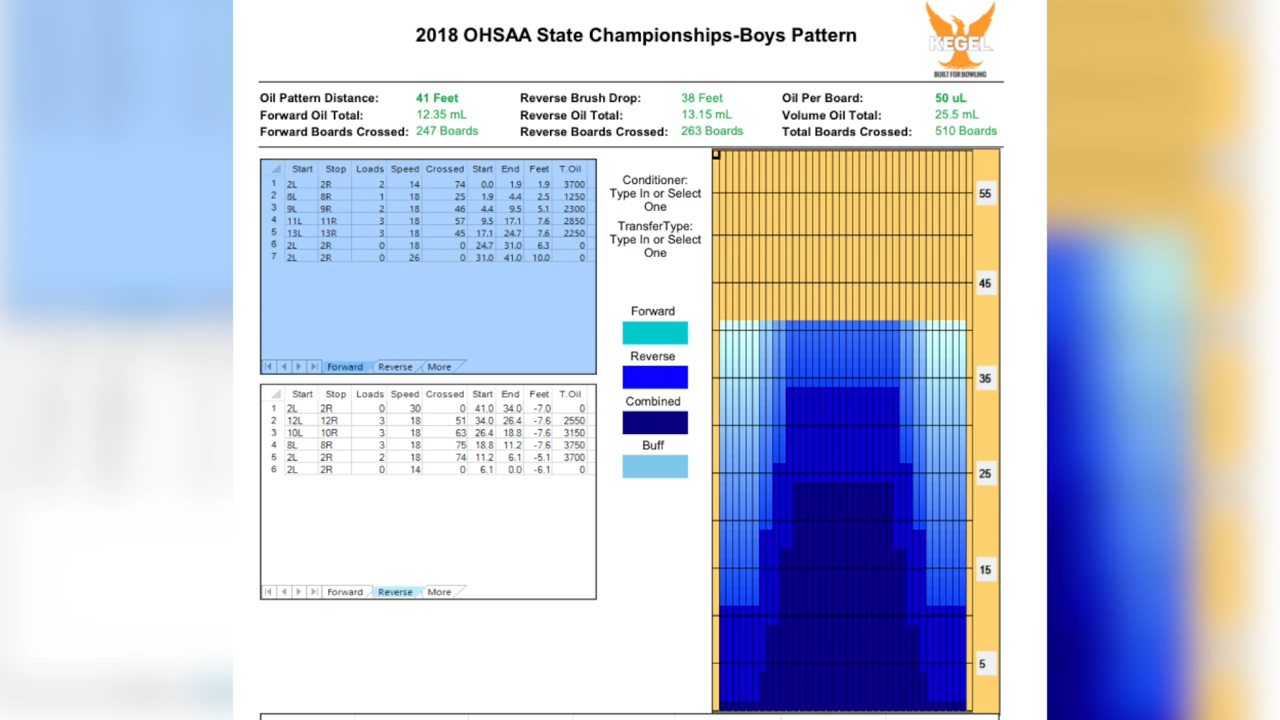 2018 OHSAA State Championships-Boys Pattern
KEGEL
BUILT FOR BOWLING
Oil Pattern Distance: 41 Feet Reverse Brush Drop: 38 Feet Oil Per Board: 50 uL
Forward Oil Total: 12.35 mL Reverse Oil Total: 13.15 mL Volume Oil Total: 25.5 mL
Forward Boards Crossed: 247 Boards Reverse Boards Crossed: 263 Boards Total Boards Crossed: 510 Boards
Start Stop Loads Speed Crossed Start End Feet T.Oil
1 2L 2R 2 14 74 0.0 1.9 1.9 3700
2 8L 8R 1 18 25 1.9 4.4 2.5 1250
3 9L 9R 2 18 46 4.4 9.5 5.1 2300
4 11L 11R 3 18 57 9.5 17.1 7.6 2850
5 13L 13R 3 18 45 17.1 24.7 7.6 2250
6 2L 2R 0 18 0 24.7 31.0 6.3 0
7 2L 2R 0 26 0 31.0 41.0 10.0 0
Forward Reverse More
Start Stop Loads Speed Crossed Start End Feet T.Oil
1 2L 2R 0 30 0 41.0 34.0 -7.0 0
2 12L 12R 3 18 51 34.0 26.4 -7.6 2550
3 10L 10R 3 18 63 26.4 18.8 -7.6 3150
4 8L 8R 3 18 75 18.8 11.2 -7.6 3750
5 2L 2R 2 18 74 11.2 6.1 -5.1 3700
6 2L 2R 0 14 0 6.1 0.0 -6.1 0
Forward Reverse More
Conditioner:
Type In or Select
One
TransferType:
Type In or Select
One
Forward
Reverse
Combined
Buff
55
45
35
25
15
5